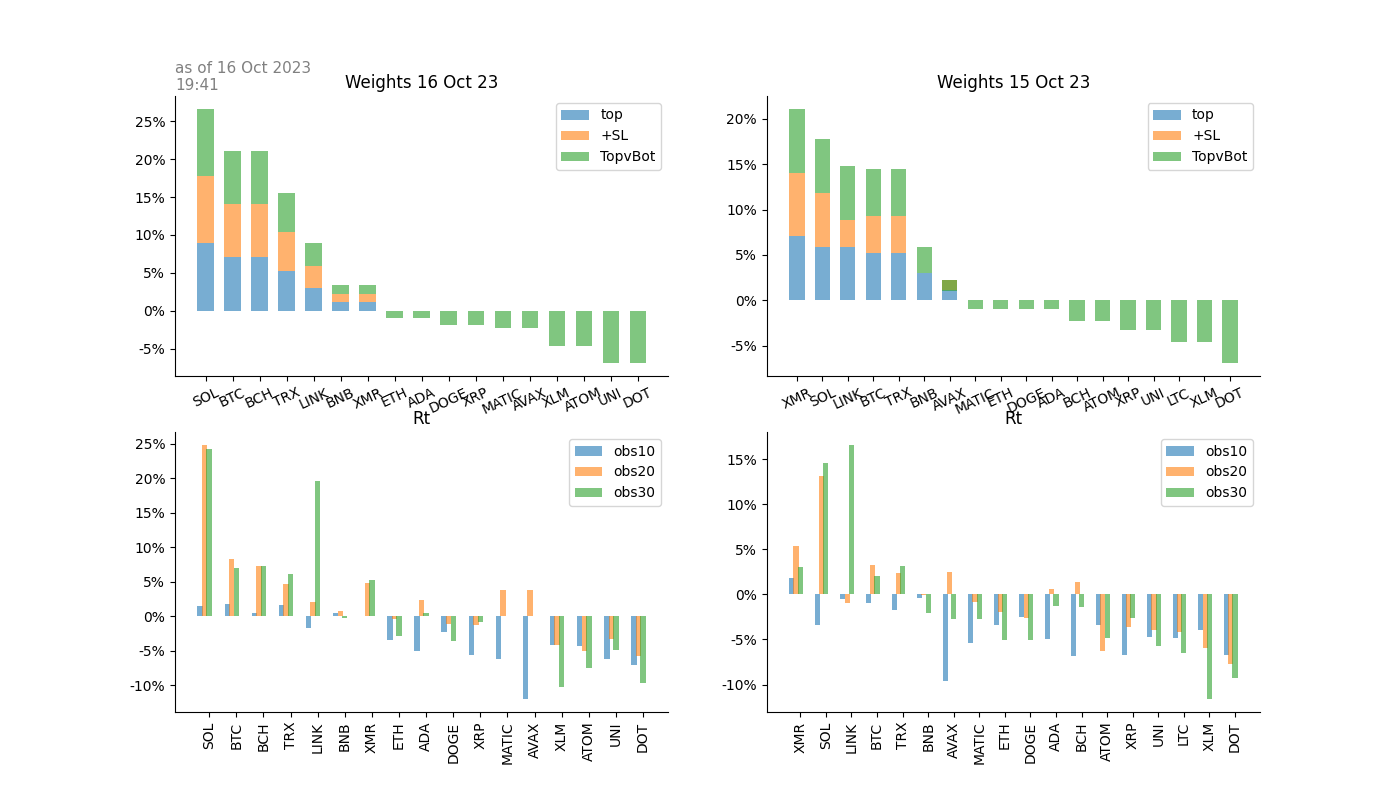 as of 16 Oct 2023
19:41
Weights 16 Oct 23
25%
20%
15%
10%
5%
0%
-5%
top
+SL
TopvBot
SOL BTC BCH TRX LINK BNB XMR ETH ADA DOGE XRP MATIC AVAX XLM ATOM UNI DOT
Weights 15 Oct 23
20%
15%
10%
5%
0%
-5%
top
+SL
TopvBot
XMR SOL LINK BTC TRX BNB AVAX MATIC ETH DOGE ADA BCH ATOM XRP UNI LTC XLM DOT
Rt
25%
20%
15%
10%
5%
0%
-5%
-10%
obs10
obs20
obs30
SOL BTC BCH TRX LINK BNB XMR ETH ADA DOGE XRP MATIC AVAX XLM ATOM UNI DOT
Rt
15%
10%
5%
0%
-5%
-10%
obs10
obs20
obs30
XMR SOL LINK BTC TRX BNB AVAX MATIC ETH DOGE ADA BCH ATOM XRP UNI LTC XLM DOT